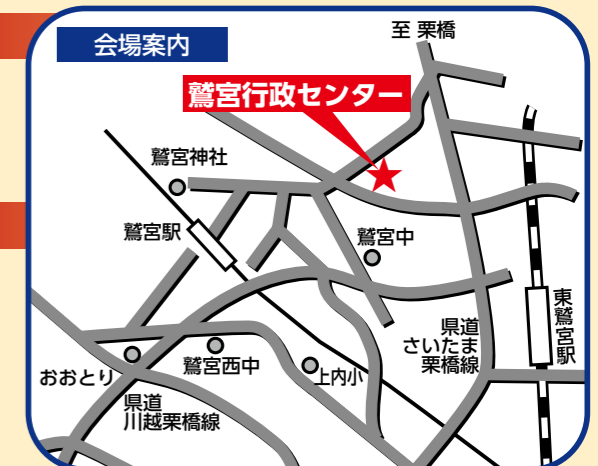 会場案内
至 栗橋
鷲宮行政センター
鷲宮神社
鷲宮駅
鷲宮中
東鷲宮駅
県道
さいたま
栗橋線
おおとり
鷲宮西中
上内小
県道
川越栗橋線